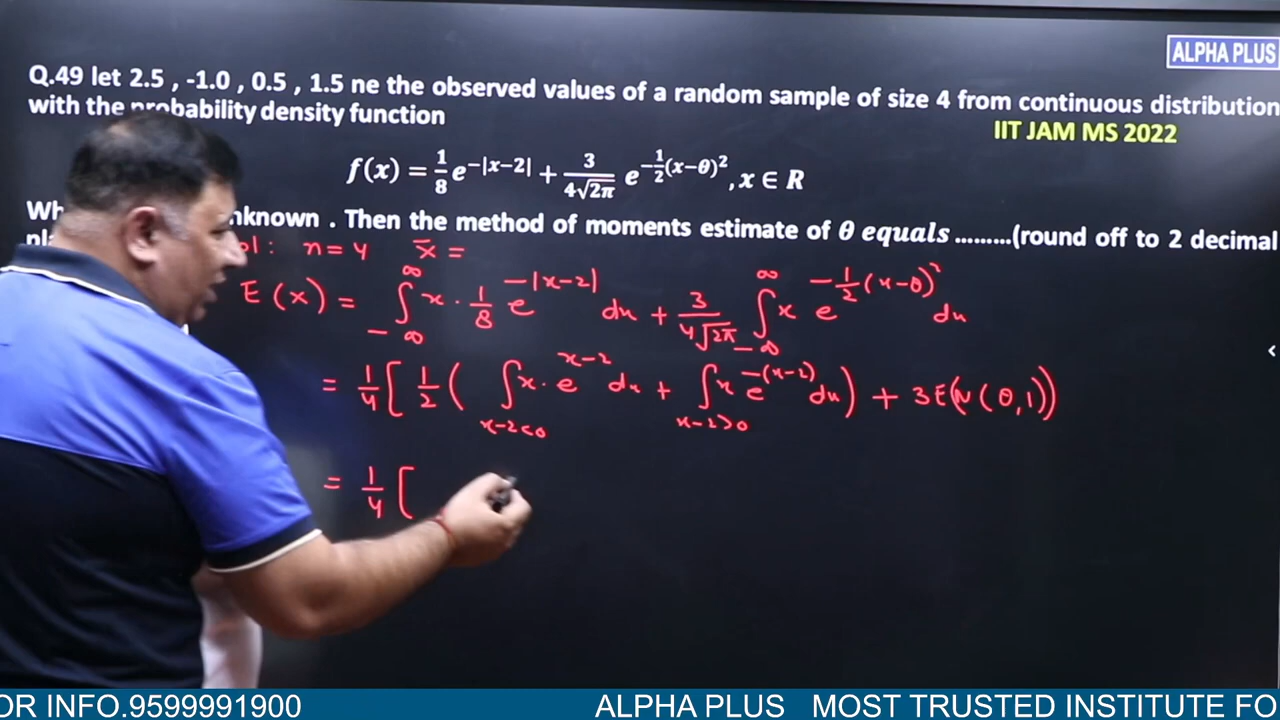 ALPHA PLUS
Q.49 let 2.5 , -1.0 , 0.5 , 1.5 ne the observed values of a random sample of size 4 from continuous distribution
with the probability density function
IIT JAM MS 2022
f(x) = 1/8 e^{-|x-2|} + 3/(4√2π) e^{-1/2(x-θ)^2}, x ∈ R
Wh nknown . Then the method of moments estimate of θ equals .........(round off to 2 decimal
ol : n = 4 x̄ =
E(x) = ∫_{-∞}^{∞} x · 1/8 e^{-|x-2|} dx + 3/(4√2π) ∫_{-∞}^{∞} x e^{-1/2(x-θ)^2} dx
= 1/4 [ 1/2 ( ∫_{x-2<0} x · e^{x-2} dx + ∫_{x-2>0} x e^{-(x-2)} dx ) + 3E(N(θ,1))
= 1/4 [
OR INFO.9599991900 ALPHA PLUS MOST TRUSTED INSTITUTE FO